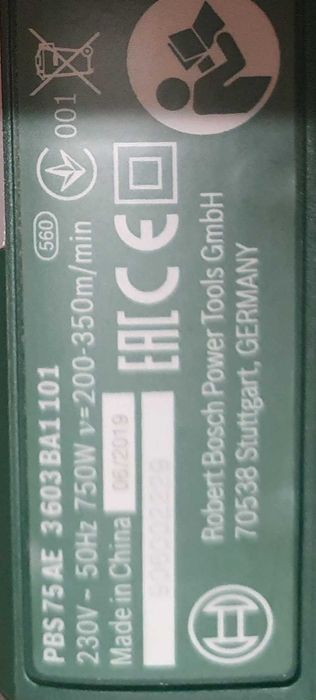 PBS 75 AE 3 603 BA1 101 560
230V ~ 50Hz 750W ν=200-350m/min 001
Made in China 06/2019 EAC CE
Robert Bosch Power Tools GmbH
70538 Stuttgart, GERMANY